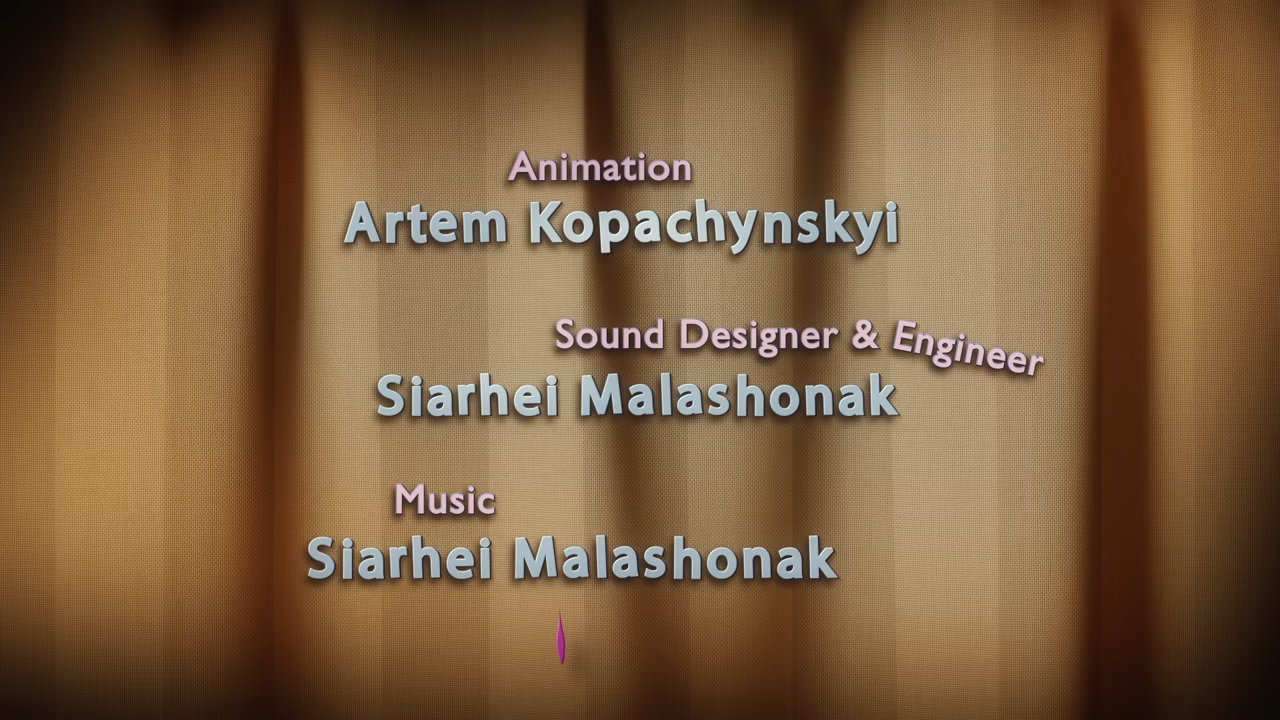 Animation
Artem Kopachynskyi
Sound Designer & Engineer
Siarhei Malashonak
Music
Siarhei Malashonak